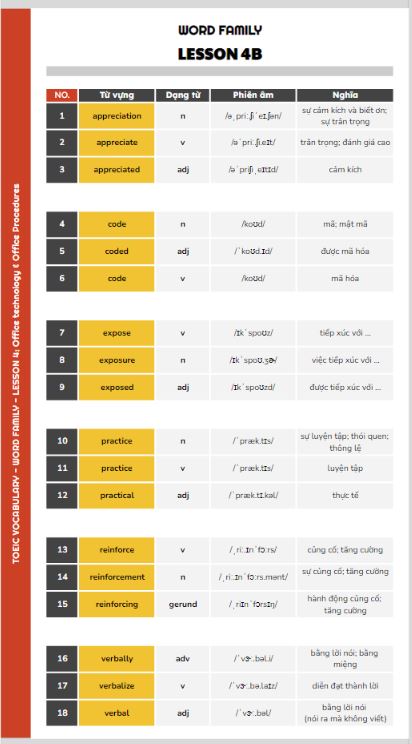 WORD FAMILY
LESSON 4B
NO. Từ vựng Dạng từ Phiên âm Nghĩa
1 appreciation n /əˌpriːʃiˈeɪʃən/ sự cảm kích và biết ơn;
sự trân trọng
2 appreciate v /əˈpriːʃi.eɪt/ trân trọng; đánh giá cao
3 appreciated adj /əˈpriʃiˌeɪtɪd/ cảm kích
4 code n /koʊd/ mã; mật mã
5 coded adj /ˈkoʊd.ɪd/ được mã hóa
6 code v /koʊd/ mã hóa
7 expose v /ɪkˈspoʊz/ tiếp xúc với ...
8 exposure n /ɪkˈspoʊ.ʒɚ/ việc tiếp xúc với ...
9 exposed adj /ɪkˈspoʊzd/ được tiếp xúc với ...
10 practice n /ˈpræk.tɪs/ sự luyện tập; thói quen;
thông lệ
11 practice v /ˈpræk.tɪs/ luyện tập
12 practical adj /ˈpræk.tɪ.kəl/ thực tế
13 reinforce v /ˌriː.ɪnˈfɔːrs/ củng cố; tăng cường
14 reinforcement n /ˌriː.ɪnˈfɔːrs.mənt/ sự củng cố; tăng cường
15 reinforcing gerund /ˌriɪnˈfɔrsɪŋ/ hành động củng cố;
tăng cường
16 verbally adv /ˈvɝː.bəl.i/ bằng lời nói; bằng
miệng
17 verbalize v /ˈvɝː.bə.laɪz/ diễn đạt thành lời
18 verbal adj /ˈvɝː.bəl/ bằng lời nói
(nói ra mà không viết)
TOEIC VOCABULARY - WORD FAMILY - LESSON 4: Office technology & Office Procedures